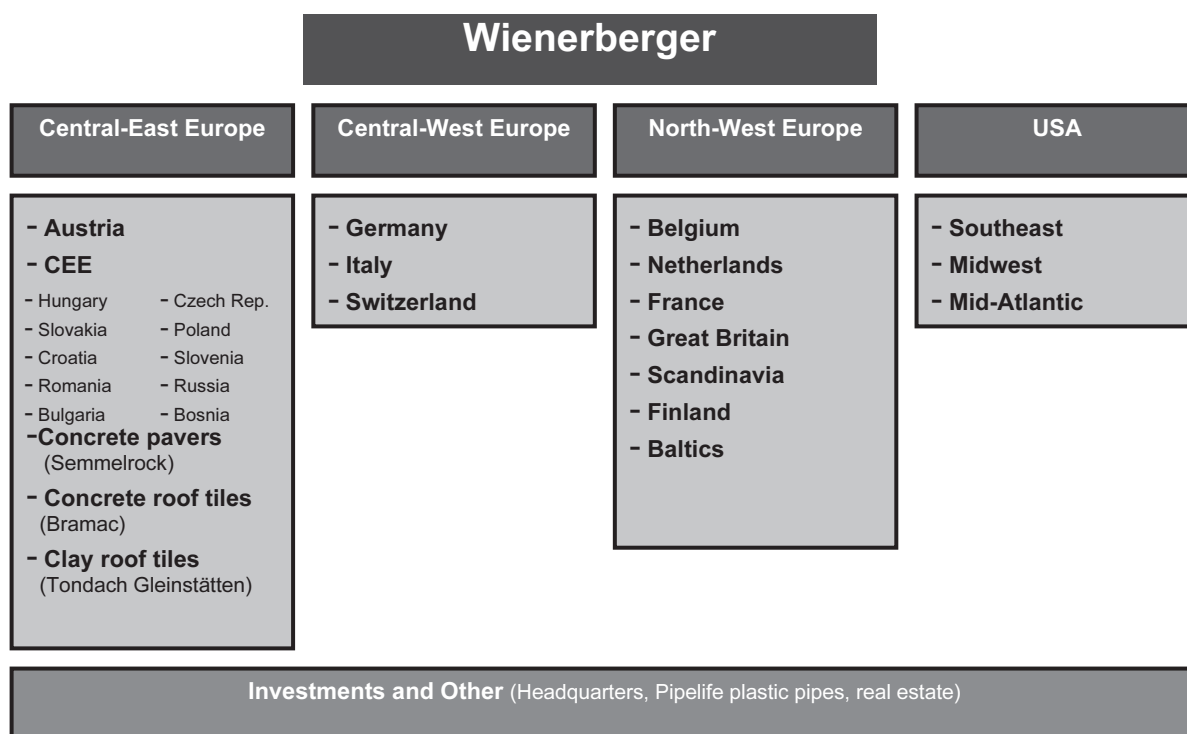 Wienerberger
Central-East Europe
- Austria
- CEE
- Hungary - Czech Rep.
- Slovakia - Poland
- Croatia - Slovenia
- Romania - Russia
- Bulgaria - Bosnia
-Concrete pavers
(Semmelrock)
- Concrete roof tiles
(Bramac)
- Clay roof tiles
(Tondach Gleinstätten)
Central-West Europe
- Germany
- Italy
- Switzerland
North-West Europe
- Belgium
- Netherlands
- France
- Great Britain
- Scandinavia
- Finland
- Baltics
USA
- Southeast
- Midwest
- Mid-Atlantic
Investments and Other (Headquarters, Pipelife plastic pipes, real estate)